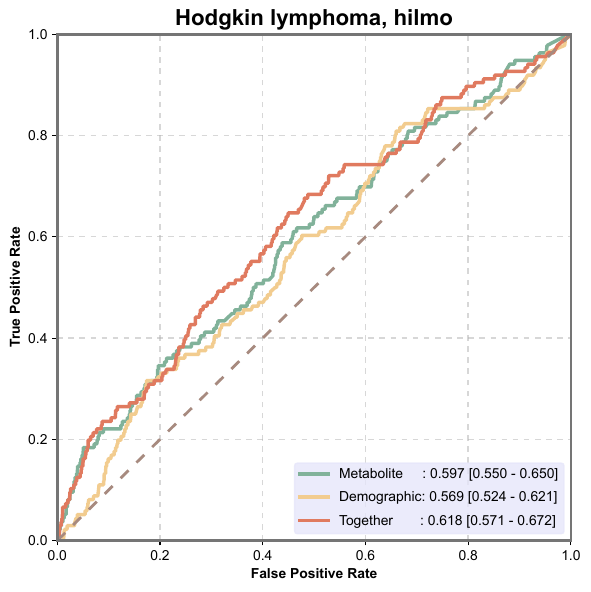 Hodgkin lymphoma, hilmo
True Positive Rate
1.0
0.8
0.6
0.4
0.2
0.0
Metabolite : 0.597 [0.550 - 0.650]
Demographic: 0.569 [0.524 - 0.621]
Together : 0.618 [0.571 - 0.672]
0.0 0.2 0.4 0.6 0.8 1.0
False Positive Rate